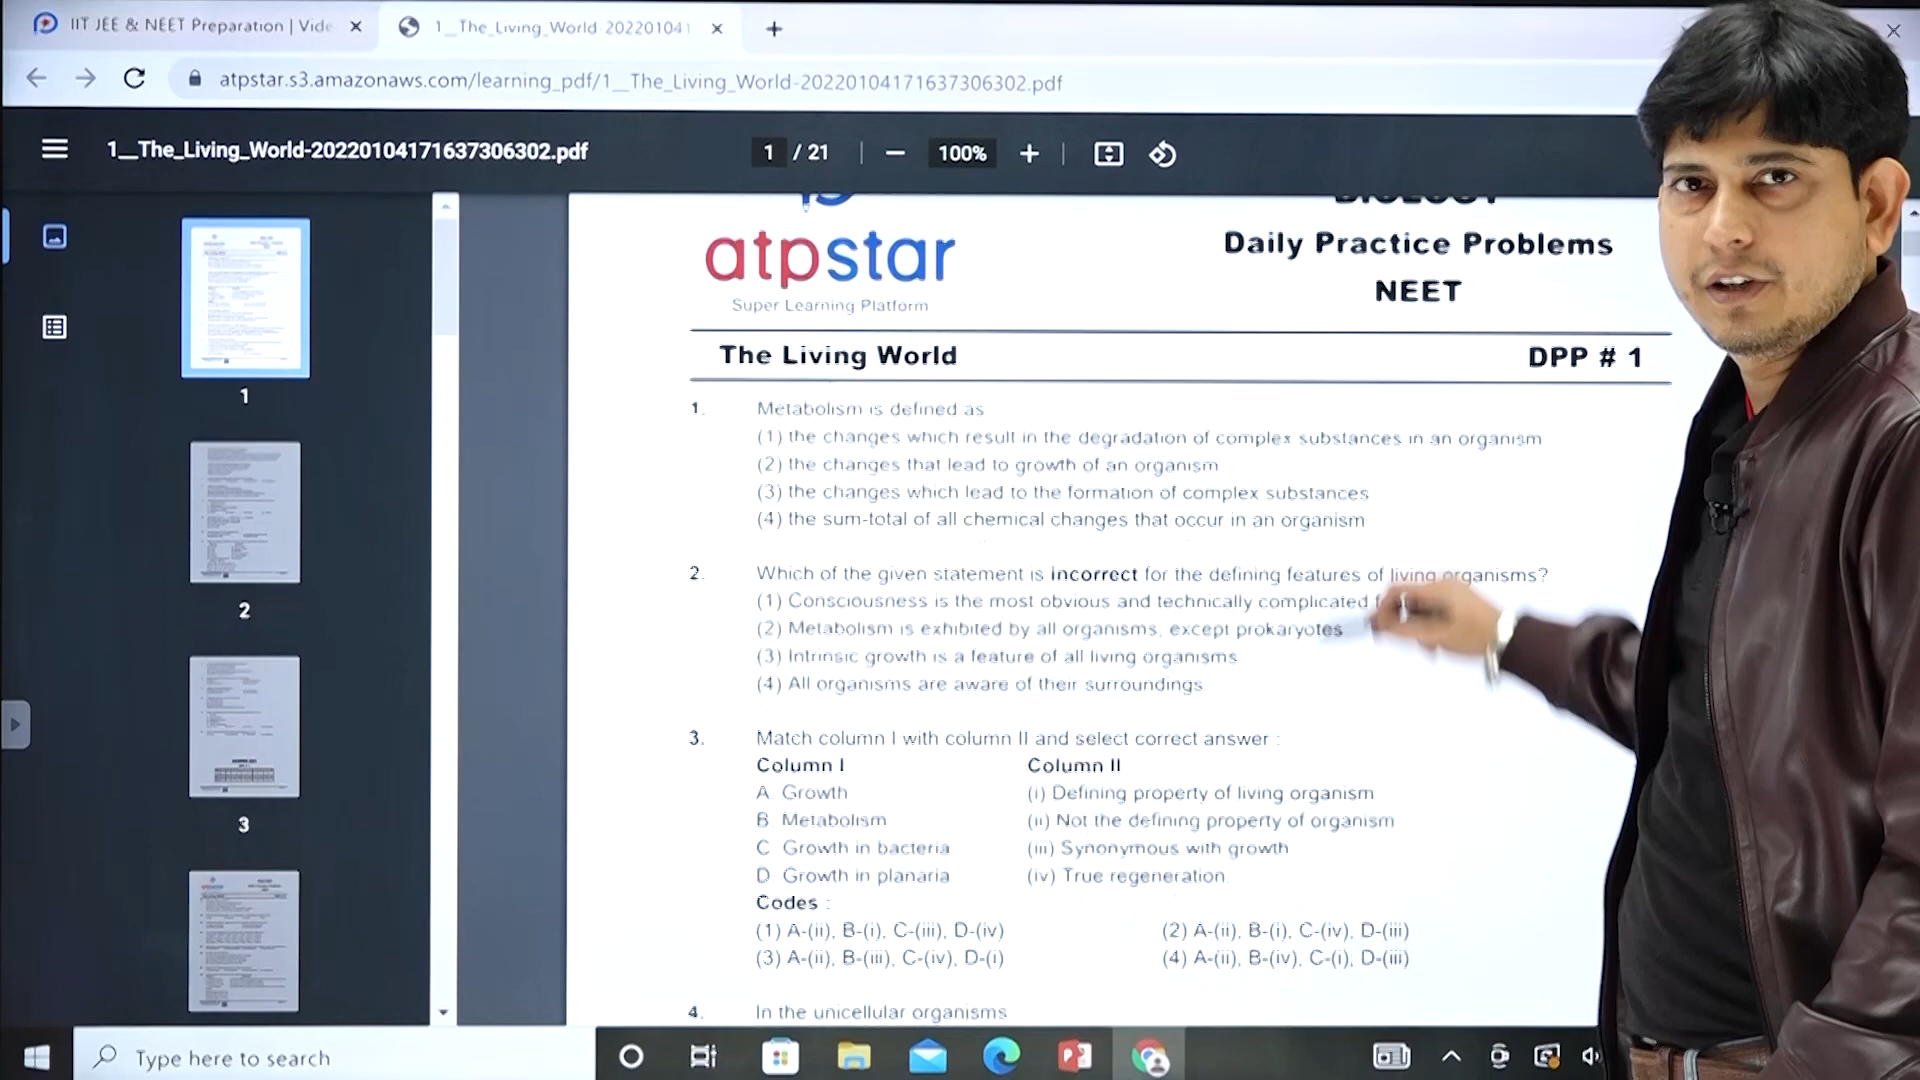 IIT JEE & NEET Preparation | Vide
1__The_Living_World-202201041
atpstar.s3.amazonaws.com/learning_pdf/1__The_Living_World-20220104171637306302.pdf
1__The_Living_World-20220104171637306302.pdf
1 / 21
100%
1
2
3
BIOLOGY
atpstar
Super Learning Platform
Daily Practice Problems
NEET
The Living World
DPP # 1
1. Metabolism is defined as
(1) the changes which result in the degradation of complex substances in an organism
(2) the changes that lead to growth of an organism
(3) the changes which lead to the formation of complex substances
(4) the sum-total of all chemical changes that occur in an organism
2. Which of the given statement is incorrect for the defining features of living organisms?
(1) Consciousness is the most obvious and technically complicated
(2) Metabolism is exhibited by all organisms, except prokaryotes
(3) Intrinsic growth is a feature of all living organisms
(4) All organisms are aware of their surroundings
3. Match column I with column II and select correct answer :
Column I Column II
A. Growth (i) Defining property of living organism
B. Metabolism (ii) Not the defining property of organism
C. Growth in bacteria (iii) Synonymous with growth
D. Growth in planaria (iv) True regeneration.
Codes :
(1) A-(ii), B-(i), C-(iii), D-(iv) (2) A-(ii), B-(i), C-(iv), D-(iii)
(3) A-(ii), B-(iii), C-(iv), D-(i) (4) A-(ii), B-(iv), C-(i), D-(iii)
4. In the unicellular organisms
Type here to search